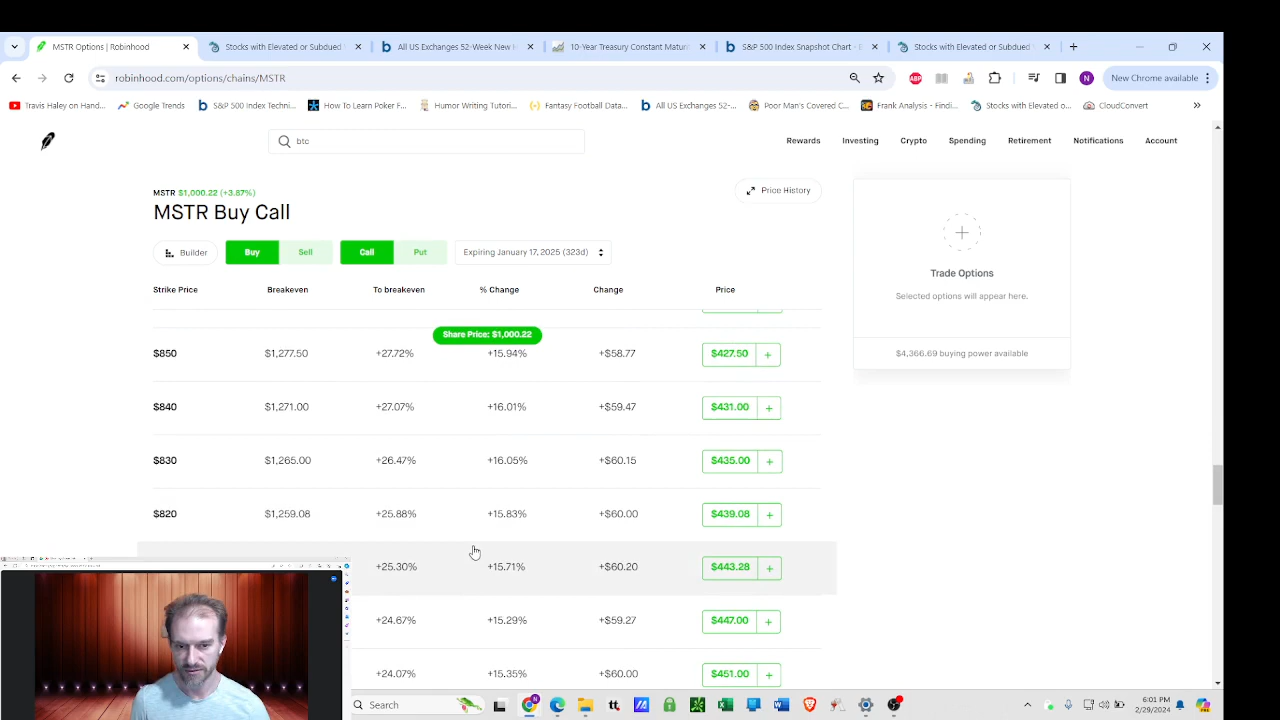 MSTR Options | Robinhood
Stocks with Elevated or Subdued
All US Exchanges 52-Week New
10-Year Treasury Constant Matur
S&P 500 Index Snapshot Chart - E
Stocks with Elevated or Subdued
robinhood.com/options/chains/MSTR
ABP
N
New Chrome available
Travis Haley on Hand...
Google Trends
S&P 500 Index Techni...
How To Learn Poker F...
Humor Writing Tutori...
Fantasy Football Data...
All US Exchanges 52-...
Poor Man's Covered C...
Frank Analysis - Findi...
Stocks with Elevated o...
CloudConvert
btc
Rewards
Investing
Crypto
Spending
Retirement
Notifications
Account
MSTR $1,000.22 (+3.87%)
MSTR Buy Call
Price History
Builder
Buy
Sell
Call
Put
Expiring January 17, 2025 (323d)
Strike Price Breakeven To breakeven % Change Change Price
Share Price: $1,000.22
$850 $1,277.50 +27.72% +15.94% +$58.77 $427.50 +
$840 $1,271.00 +27.07% +16.01% +$59.47 $431.00 +
$830 $1,265.00 +26.47% +16.05% +$60.15 $435.00 +
$820 $1,259.08 +25.88% +15.83% +$60.00 $439.08 +
+25.30% +15.71% +$60.20 $443.28 +
+24.67% +15.29% +$59.27 $447.00 +
+24.07% +15.35% +$60.00 $451.00 +
Trade Options
Selected options will appear here.
$4,366.69 buying power available
Search
tt
6:01 PM
2/29/2024